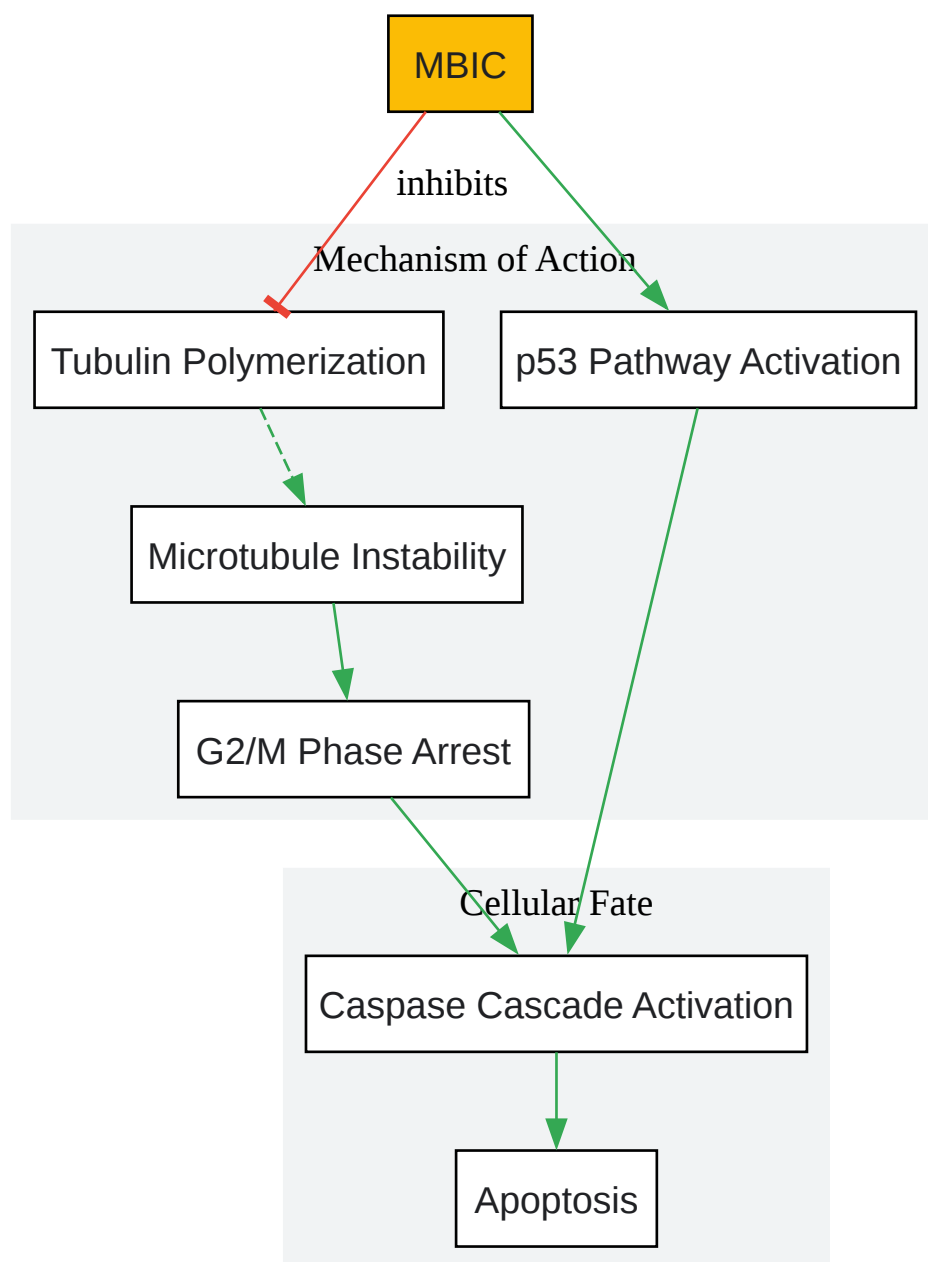 MBIC
inhibits
Mechanism of Action
Tubulin Polymerization
p53 Pathway Activation
Microtubule Instability
G2/M Phase Arrest
Cellular Fate
Caspase Cascade Activation
Apoptosis